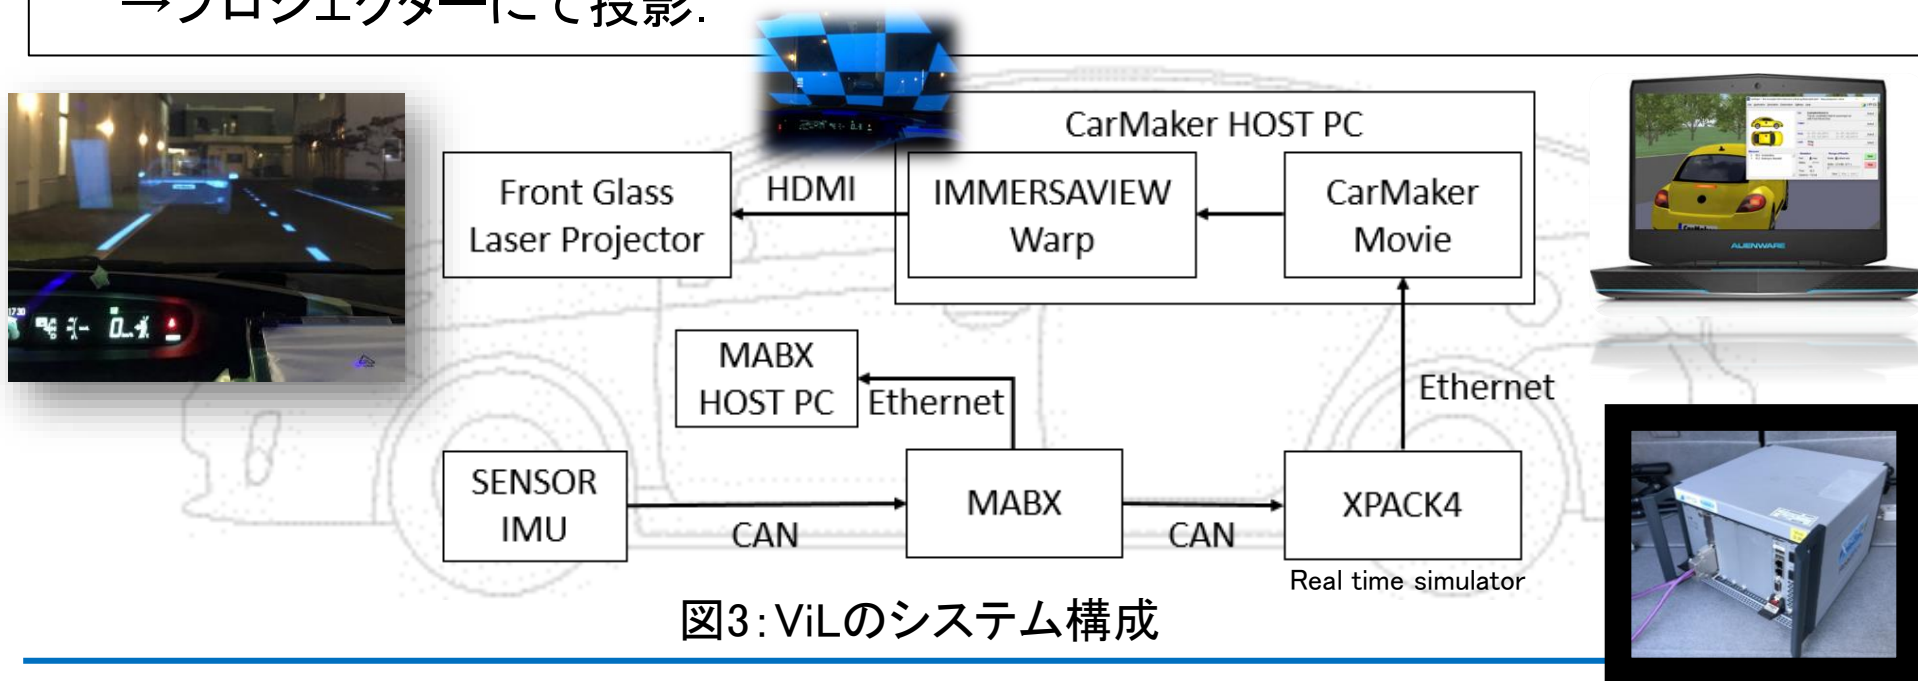 →プロジェクターにて投影.
CarMaker HOST PC
Front Glass
Laser Projector
HDMI
IMMERSAVIEW
Warp
CarMaker
Movie
ALIENWARE
MABX
HOST PC
Ethernet
Ethernet
SENSOR
IMU
CAN
MABX
CAN
XPACK4
Real time simulator
図3:ViLのシステム構成